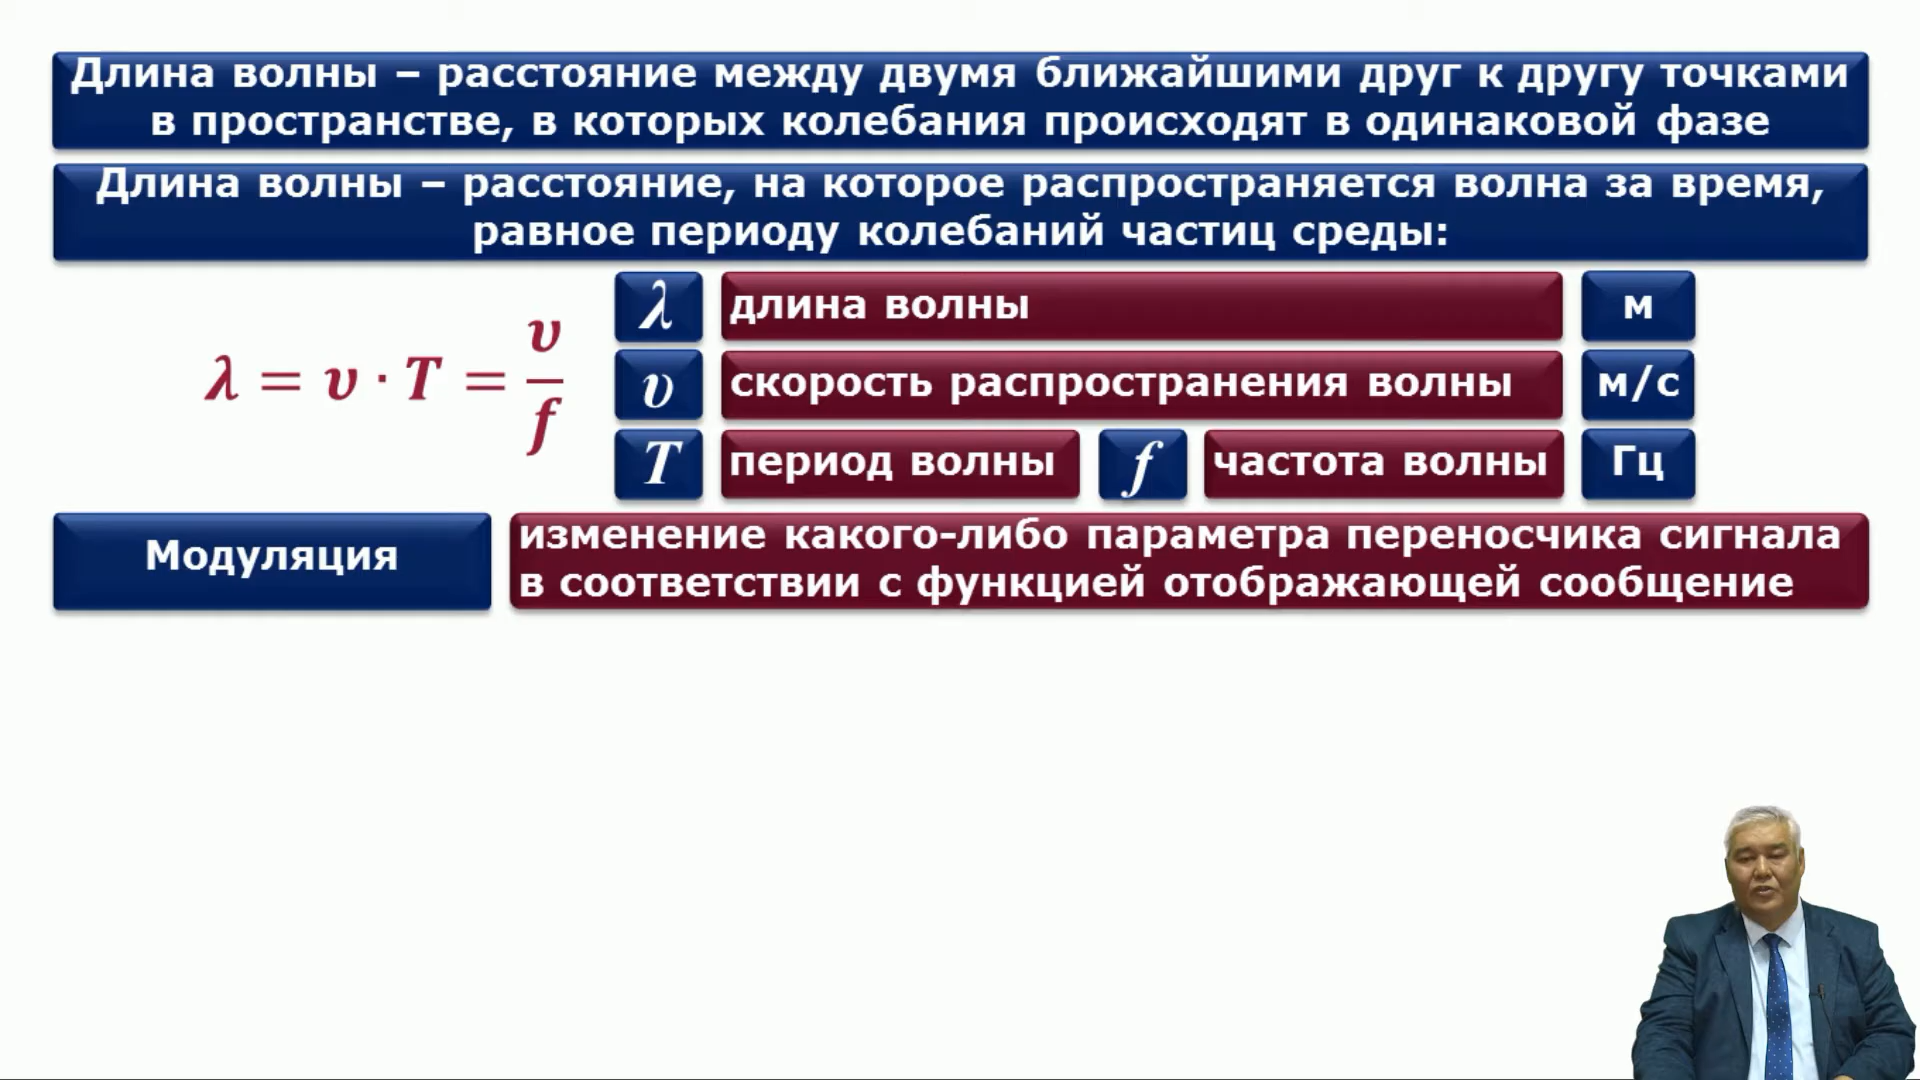 Длина волны – расстояние между двумя ближайшими друг к другу точками
в пространстве, в которых колебания происходят в одинаковой фазе
Длина волны – расстояние, на которое распространяется волна за время,
равное периоду колебаний частиц среды:
λ = υ · T = υ/f
λ длина волны м
υ скорость распространения волны м/с
T период волны f частота волны Гц
Модуляция
изменение какого-либо параметра переносчика сигнала
в соответствии с функцией отображающей сообщение